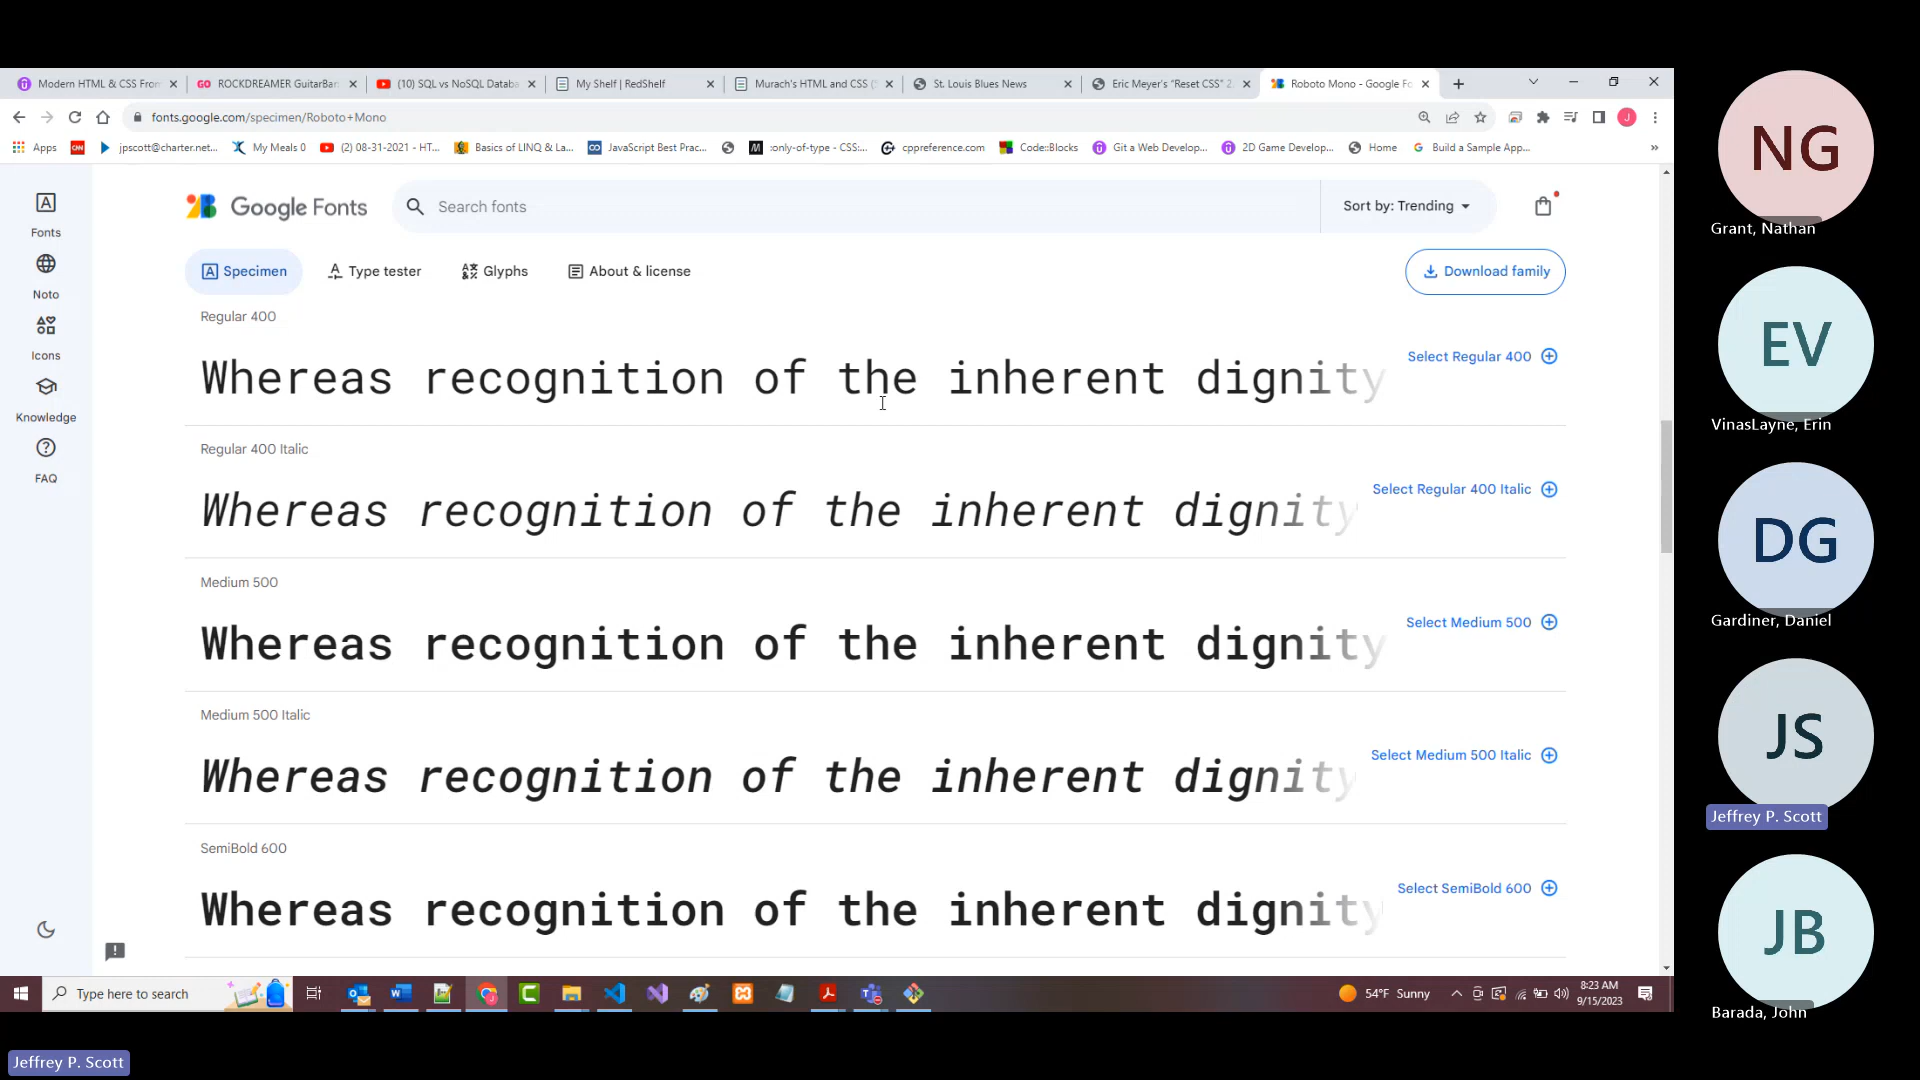 Modern HTML & CSS From
ROCKDREAMER GuitarBar
(10) SQL vs NoSQL Databa
My Shelf | RedShelf
Murach's HTML and CSS (
St. Louis Blues News
Eric Meyer's "Reset CSS" 2.
Roboto Mono - Google Fo
fonts.google.com/specimen/Roboto+Mono
J
Apps
CNN
jpscott@charter.net...
My Meals 0
(2) 08-31-2021 - HT...
Basics of LINQ & La...
JavaScript Best Prac...
:only-of-type - CSS:...
cppreference.com
Code::Blocks
Git a Web Develop...
2D Game Develop...
Home
Build a Sample App...
Google Fonts
Search fonts
Sort by: Trending
Fonts
Noto
Icons
Knowledge
FAQ
Specimen
Type tester
Glyphs
About & license
Download family
Regular 400
Whereas recognition of the inherent dignity
Select Regular 400
Regular 400 Italic
Whereas recognition of the inherent dignity
Select Regular 400 Italic
Medium 500
Whereas recognition of the inherent dignity
Select Medium 500
Medium 500 Italic
Whereas recognition of the inherent dignity
Select Medium 500 Italic
SemiBold 600
Whereas recognition of the inherent dignity
Select SemiBold 600
Type here to search
54°F Sunny
8:23 AM
9/15/2023
NG
Grant, Nathan
EV
VinasLayne, Erin
DG
Gardiner, Daniel
JS
Jeffrey P. Scott
JB
Barada, John
Jeffrey P. Scott